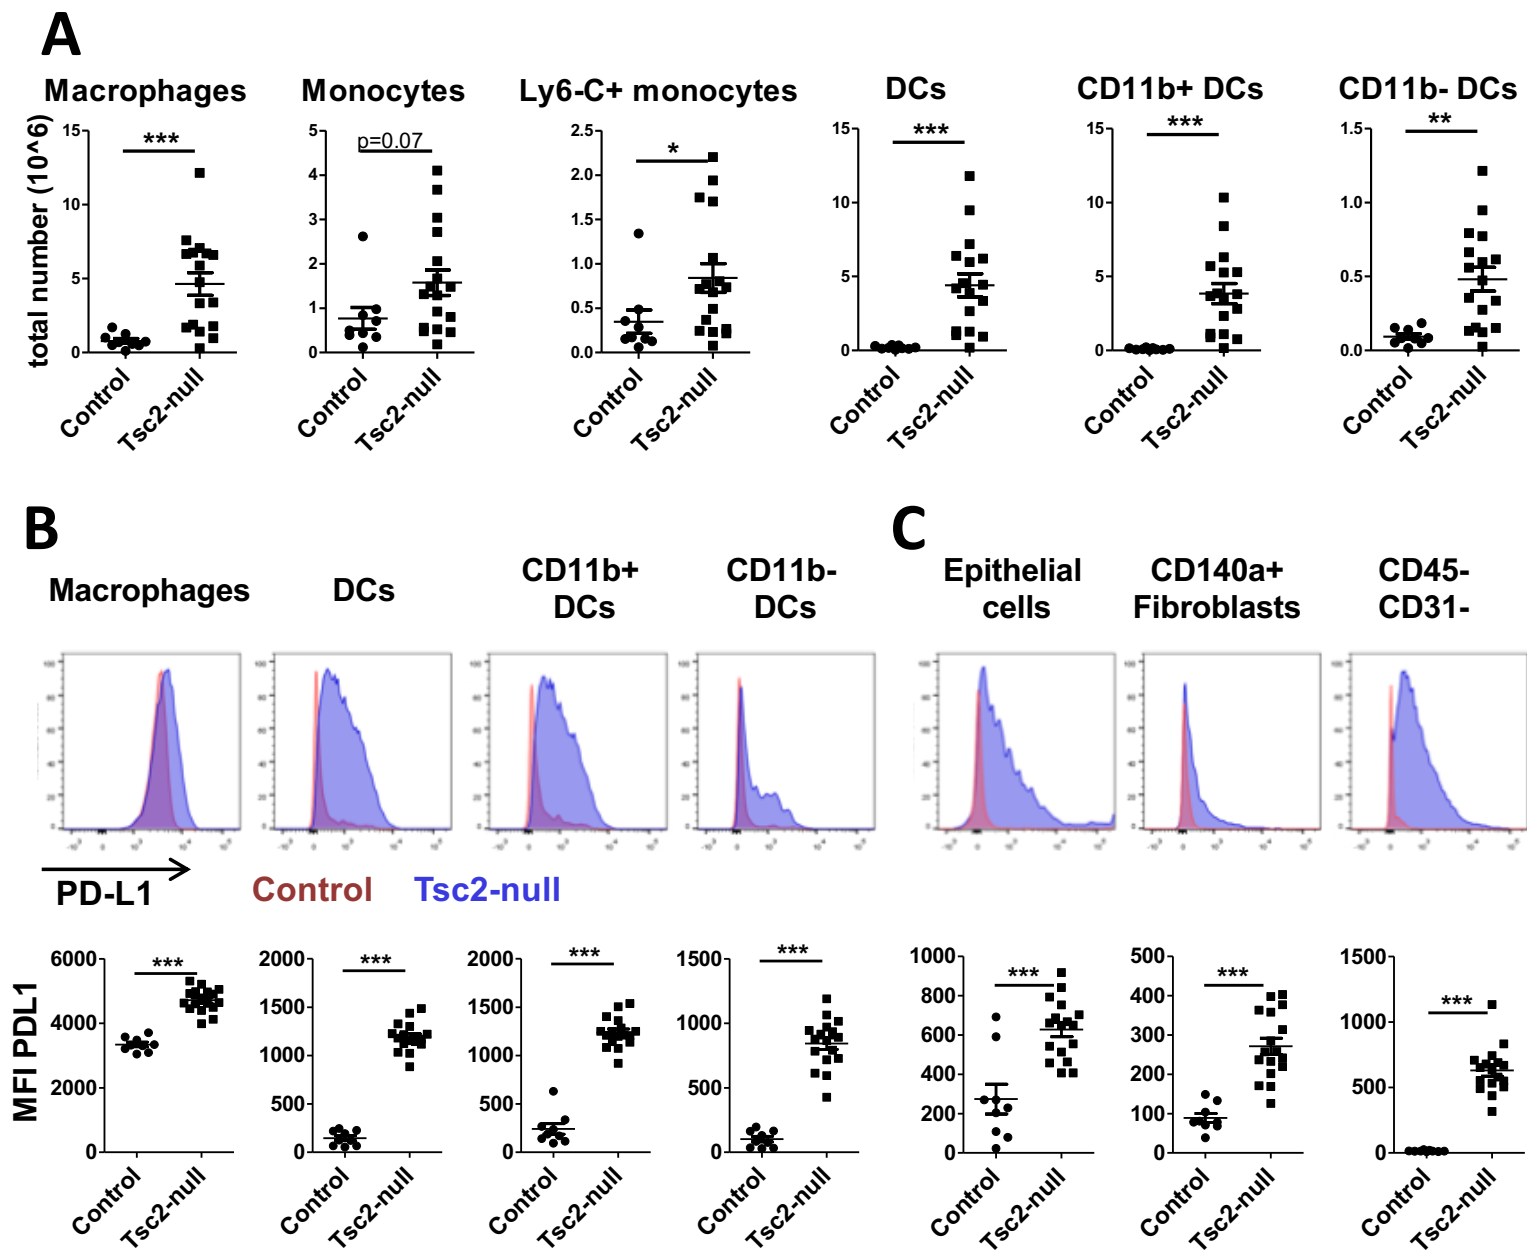 A
Macrophages Monocytes Ly6-C+ monocytes DCs CD11b+ DCs CD11b- DCs
total number (10^6)
*** p=0.07 * *** *** **
15 5 2.5 15 15 1.5
10 4 2.0 10 10 1.0
5 3 1.5 5 5 0.5
0 2 1.0 0 0 0.0
1 0.5
0 0.0
Control Tsc2-null Control Tsc2-null Control Tsc2-null Control Tsc2-null Control Tsc2-null Control Tsc2-null
B
Macrophages DCs CD11b+ DCs CD11b- DCs
C
Epithelial cells CD140a+ Fibroblasts CD45- CD31-
PD-L1 Control Tsc2-null
MFI PDL1
*** *** *** *** *** *** ***
6000 2000 2000 1500 1000 500 1500
4000 1500 1500 1000 800 400 1000
2000 1000 1000 500 600 300 500
0 500 500 0 400 200 0
0 0 200 100
0 0
Control Tsc2-null Control Tsc2-null Control Tsc2-null Control Tsc2-null Control Tsc2-null Control Tsc2-null Control Tsc2-null